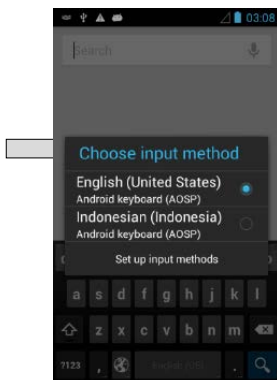 03:08
Search
Choose input method
English (United States)
Android keyboard (AOSP)
Indonesian (Indonesia)
Android keyboard (AOSP)
Set up input methods
a s d f g h j k l
z x c v b n m
?123 , .